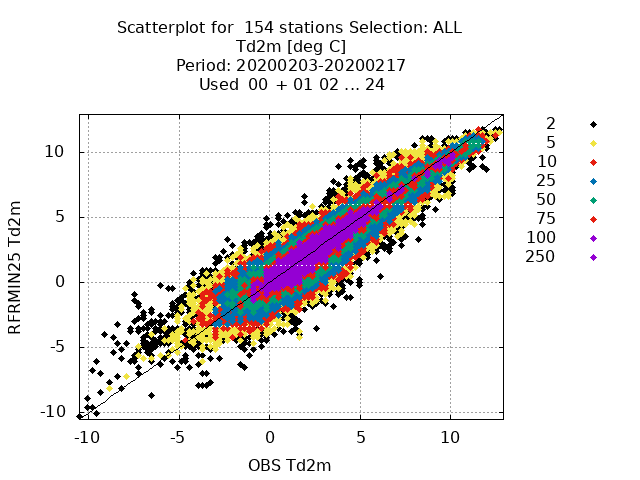 Scatterplot for  154 stations Selection: ALL
Td2m [deg C]
Period: 20200203-20200217
Used  00 + 01 02 ... 24
2
5
10
25
50
75
100
250
10
5
0
-5
-10
RFRMIN25 Td2m
-10 -5 0 5 10
OBS Td2m